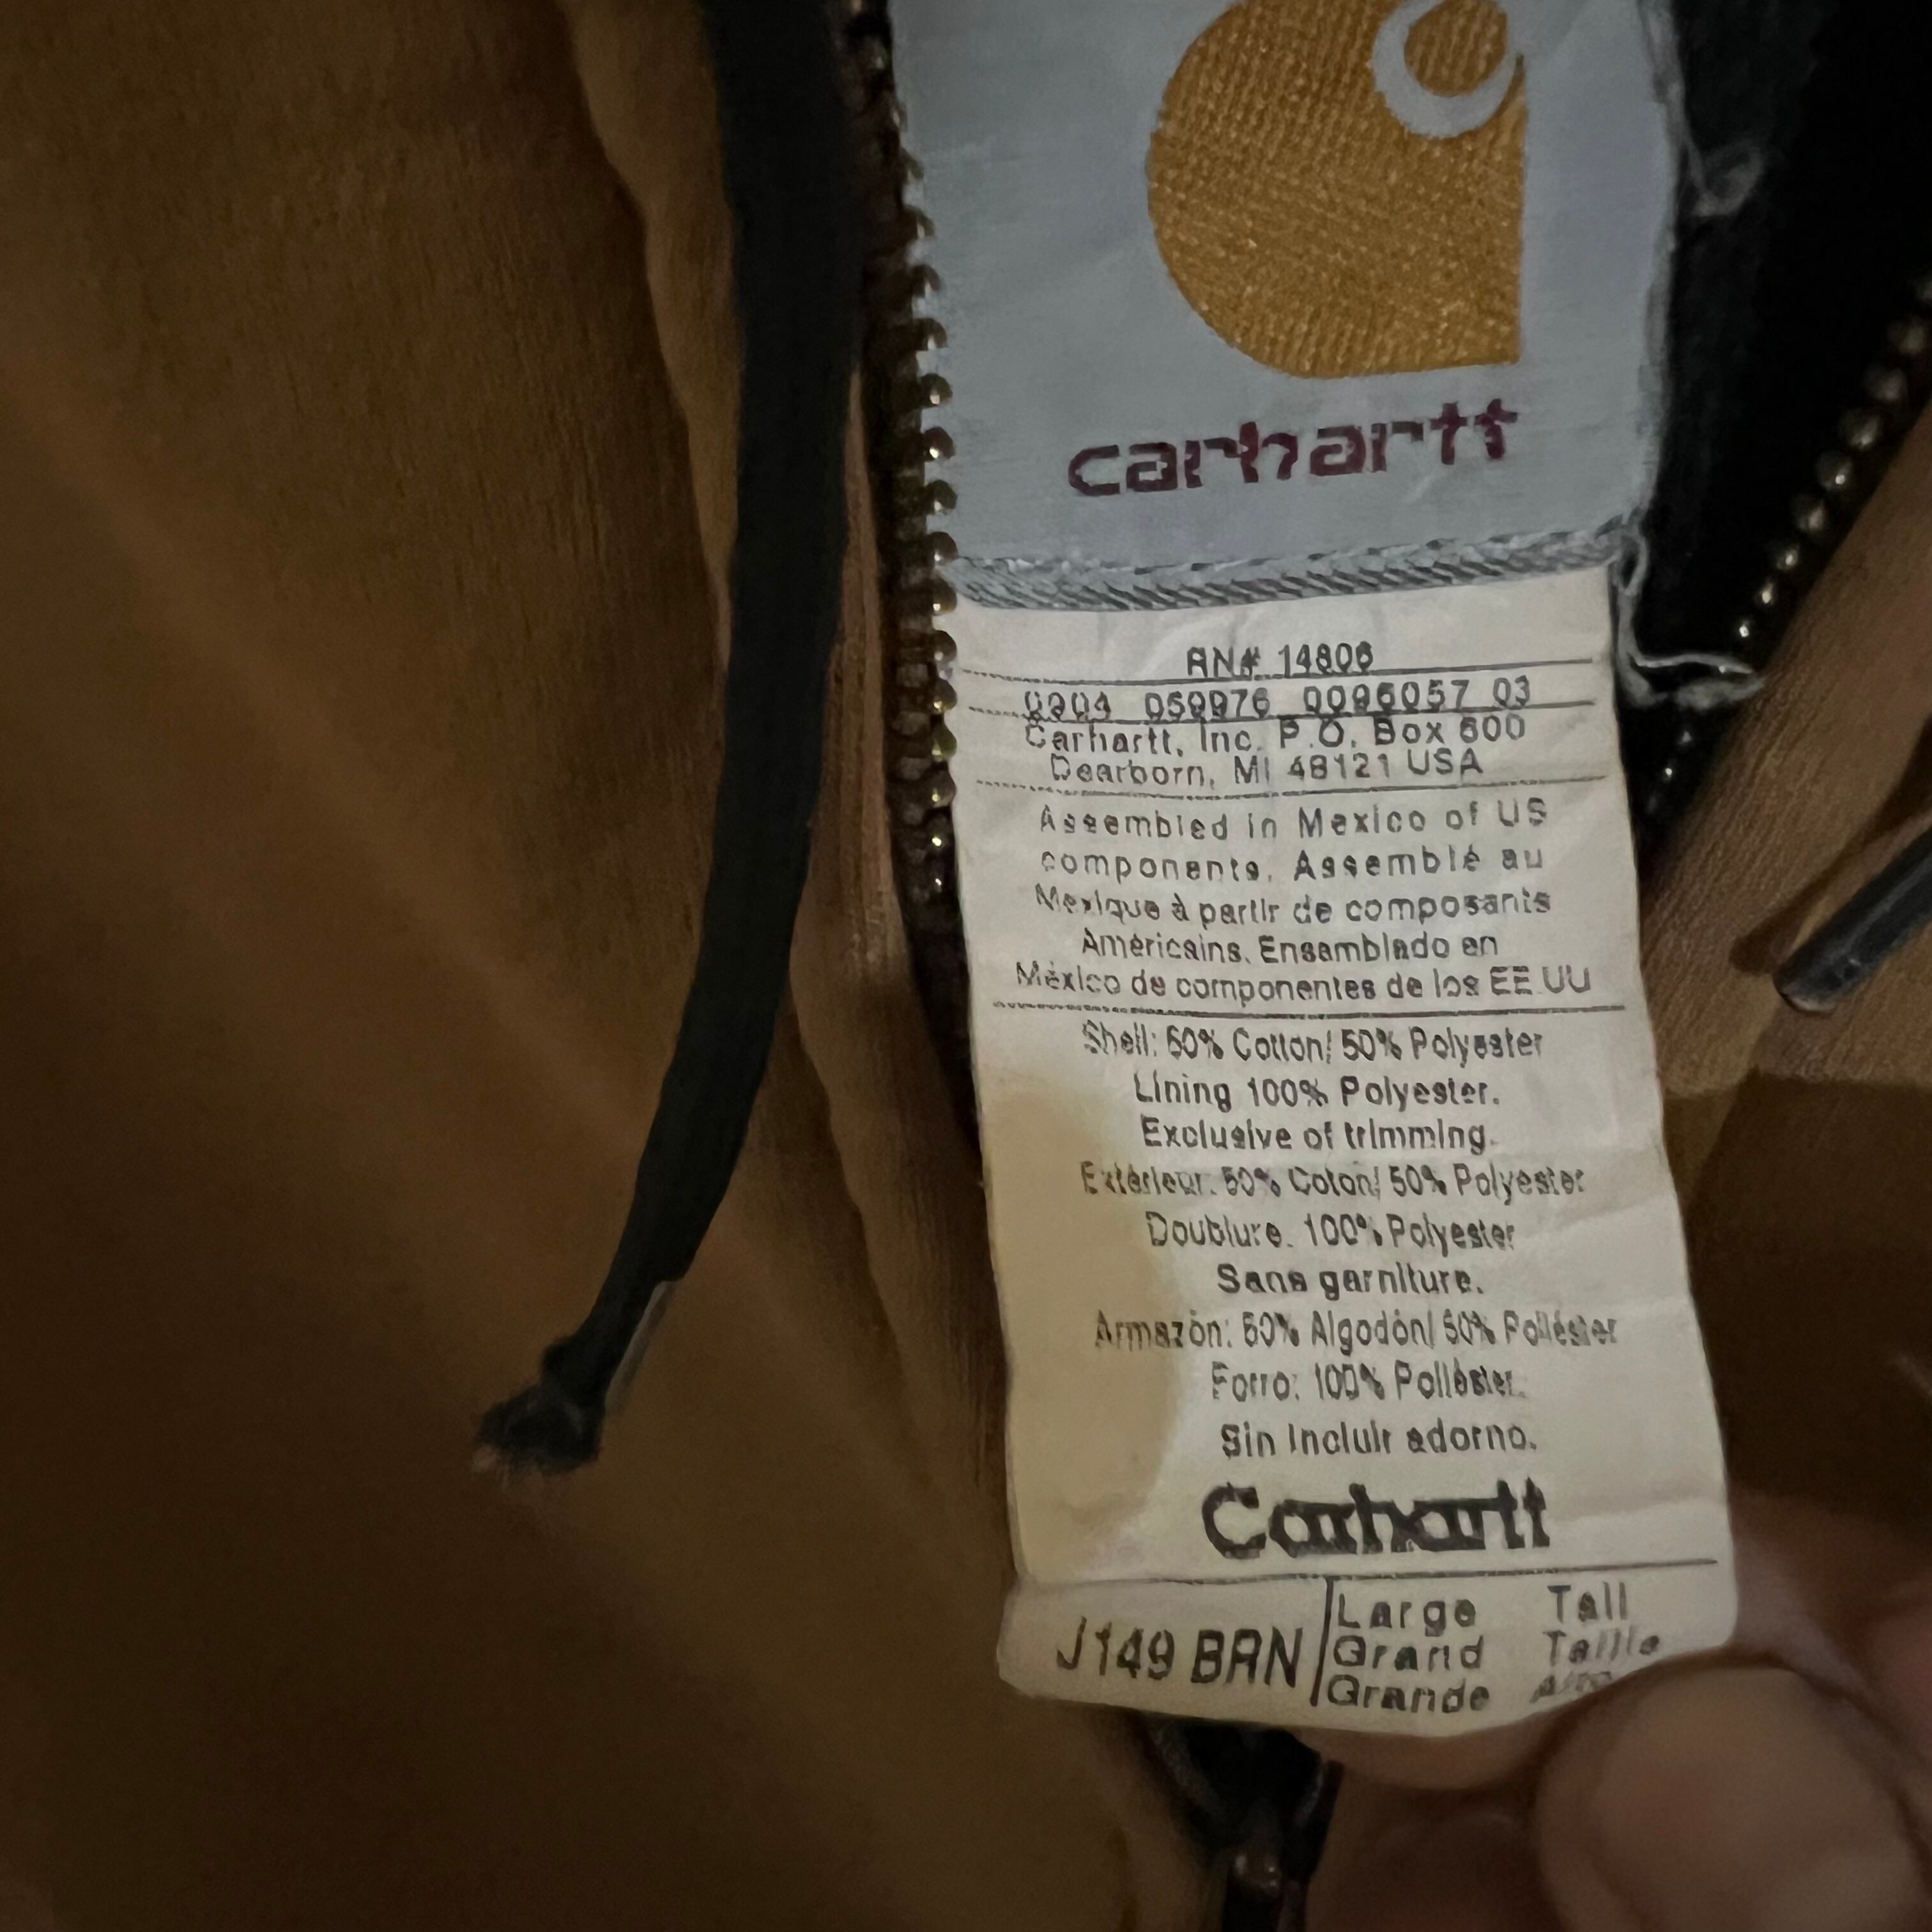 carhartt
RN# 14806
0204 059976 0096057 03
Carhartt, Inc. P.O. Box 600
Dearborn, MI 48121 USA
Assembled in Mexico of US
components. Assemblé au
Mexique à partir de composants
Américains. Ensamblado en
México de componentes de los EE.UU
Shell: 50% Cotton/ 50% Polyester
Lining 100% Polyester.
Exclusive of trimming.
Extérieur: 50% Coton/ 50% Polyester
Doublure. 100% Polyester
Sans garniture.
Armazón: 50% Algodón/ 50% Poliéster
Forro: 100% Poliéster.
Sin incluir adorno.
Carhartt
J149 BRN
Large Tall
Grand Taille
Grande